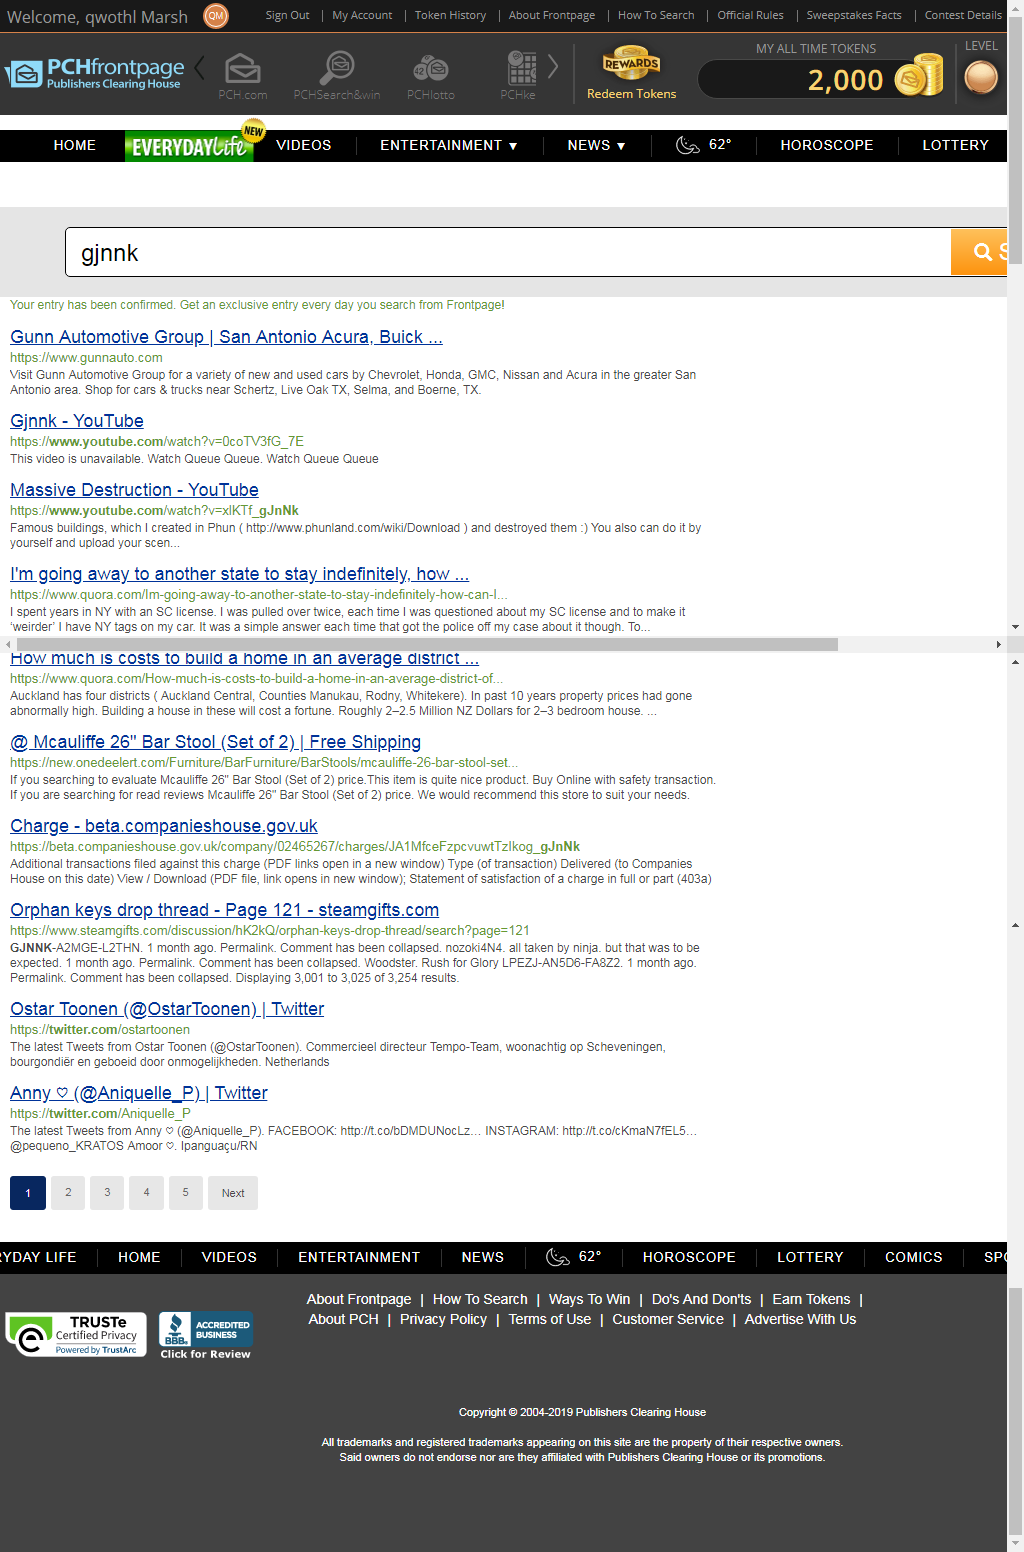 Welcome, qwothl Marsh QM Sign Out | My Account | Token History | About Frontpage | How To Search | Official Rules | Sweepstakes Facts | Contest Details
PCHfrontpage
Publishers Clearing House
PCH.com PCHSearch&win PCHlotto PCHke
REWARDS
Redeem Tokens
MY ALL TIME TOKENS
2,000
LEVEL
HOME EVERYDAY Life NEW VIDEOS ENTERTAINMENT ▼ NEWS ▼ 62° HOROSCOPE LOTTERY
gjnnk
Your entry has been confirmed. Get an exclusive entry every day you search from Frontpage!
Gunn Automotive Group | San Antonio Acura, Buick ...
https://www.gunnauto.com
Visit Gunn Automotive Group for a variety of new and used cars by Chevrolet, Honda, GMC, Nissan and Acura in the greater San
Antonio area. Shop for cars & trucks near Schertz, Live Oak TX, Selma, and Boerne, TX.
Gjnnk - YouTube
https://www.youtube.com/watch?v=0coTV3fG_7E
This video is unavailable. Watch Queue Queue. Watch Queue Queue
Massive Destruction - YouTube
https://www.youtube.com/watch?v=xlKTf_gJnNk
Famous buildings, which I created in Phun ( http://www.phunland.com/wiki/Download ) and destroyed them :) You also can do it by
yourself and upload your scen...
I'm going away to another state to stay indefinitely, how ...
https://www.quora.com/Im-going-away-to-another-state-to-stay-indefinitely-how-can-I...
I spent years in NY with an SC license. I was pulled over twice, each time I was questioned about my SC license and to make it
'weirder' I have NY tags on my car. It was a simple answer each time that got the police off my case about it though. To...
How much is costs to build a home in an average district ...
https://www.quora.com/How-much-is-costs-to-build-a-home-in-an-average-district-of...
Auckland has four districts ( Auckland Central, Counties Manukau, Rodny, Whitekere). In past 10 years property prices had gone
abnormally high. Building a house in these will cost a fortune. Roughly 2–2.5 Million NZ Dollars for 2–3 bedroom house. ...
@ Mcauliffe 26" Bar Stool (Set of 2) | Free Shipping
https://new.onedeelert.com/Furniture/BarFurniture/BarStools/mcauliffe-26-bar-stool-set...
If you searching to evaluate Mcauliffe 26" Bar Stool (Set of 2) price.This item is quite nice product. Buy Online with safety transaction.
If you are searching for read reviews Mcauliffe 26" Bar Stool (Set of 2) price. We would recommend this store to suit your needs.
Charge - beta.companieshouse.gov.uk
https://beta.companieshouse.gov.uk/company/02465267/charges/JA1MfceFzpcvuwtTzIkog_gJnNk
Additional transactions filed against this charge (PDF links open in a new window) Type (of transaction) Delivered (to Companies
House on this date) View / Download (PDF file, link opens in new window); Statement of satisfaction of a charge in full or part (403a)
Orphan keys drop thread - Page 121 - steamgifts.com
https://www.steamgifts.com/discussion/hK2kQ/orphan-keys-drop-thread/search?page=121
GJNNK-A2MGE-L2THN. 1 month ago. Permalink. Comment has been collapsed. nozoki4N4. all taken by ninja. but that was to be
expected. 1 month ago. Permalink. Comment has been collapsed. Woodster. Rush for Glory LPEZJ-AN5D6-FA8Z2. 1 month ago.
Permalink. Comment has been collapsed. Displaying 3,001 to 3,025 of 3,254 results.
Ostar Toonen (@OstarToonen) | Twitter
https://twitter.com/ostartoonen
The latest Tweets from Ostar Toonen (@OstarToonen). Commercieel directeur Tempo-Team, woonachtig op Scheveningen,
bourgondiër en geboeid door onmogelijkheden. Netherlands
Anny ♡ (@Aniquelle_P) | Twitter
https://twitter.com/Aniquelle_P
The latest Tweets from Anny ♡ (@Aniquelle_P). FACEBOOK: http://t.co/bDMDUNocLz… INSTAGRAM: http://t.co/cKmaN7fEL5…
@pequeno_KRATOS Amoor ♡. Ipanguaçu/RN
1 2 3 4 5 Next
RYDAY LIFE HOME VIDEOS ENTERTAINMENT NEWS 62° HOROSCOPE LOTTERY COMICS SPO
About Frontpage | How To Search | Ways To Win | Do's And Don'ts | Earn Tokens |
About PCH | Privacy Policy | Terms of Use | Customer Service | Advertise With Us
TRUSTe
Certified Privacy
Powered by TrustArc
BBB
ACCREDITED
BUSINESS
Click for Review
Copyright © 2004-2019 Publishers Clearing House
All trademarks and registered trademarks appearing on this site are the property of their respective owners.
Said owners do not endorse nor are they affiliated with Publishers Clearing House or its promotions.